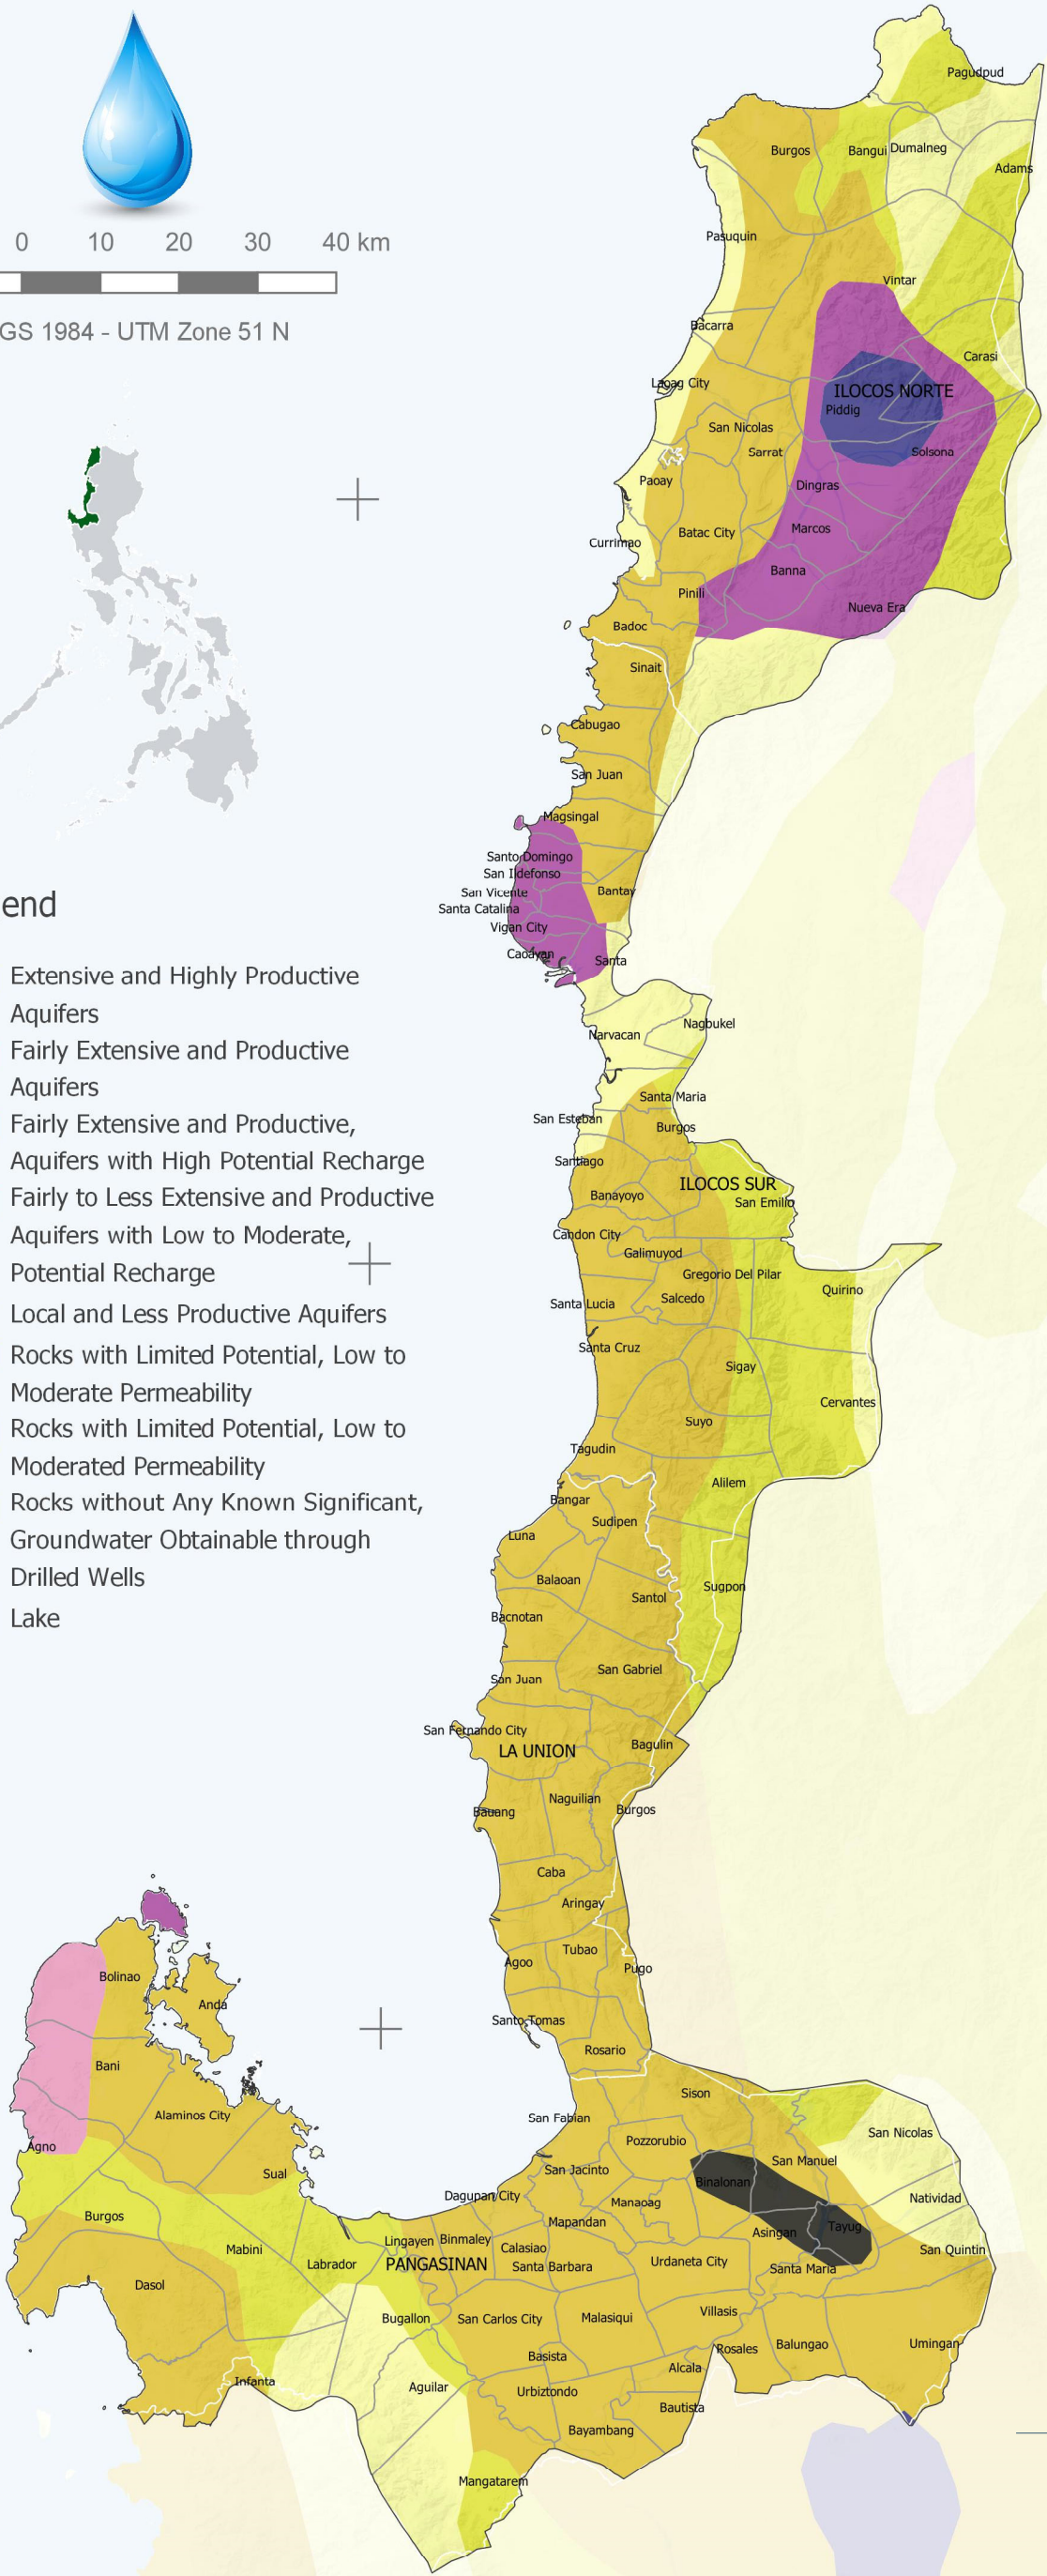 0 10 20 30 40 km
GS 1984 - UTM Zone 51 N
end
Extensive and Highly Productive
Aquifers
Fairly Extensive and Productive
Aquifers
Fairly Extensive and Productive,
Aquifers with High Potential Recharge
Fairly to Less Extensive and Productive
Aquifers with Low to Moderate,
Potential Recharge
Local and Less Productive Aquifers
Rocks with Limited Potential, Low to
Moderate Permeability
Rocks with Limited Potential, Low to
Moderated Permeability
Rocks without Any Known Significant,
Groundwater Obtainable through
Drilled Wells
Lake
Pagudpud
Burgos
Bangui
Dumalneg
Adams
Pasuquin
Vintar
Bacarra
Carasi
Laoag City
ILOCOS NORTE
Piddig
San Nicolas
Sarrat
Solsona
Paoay
Dingras
Marcos
Batac City
Currimao
Banna
Pinili
Nueva Era
Badoc
Sinait
Cabugao
San Juan
Magsingal
Santo Domingo
San Ildefonso
San Vicente
Bantay
Santa Catalina
Vigan City
Caoayan
Santa
Nagbukel
Narvacan
Santa Maria
San Esteban
Burgos
Santiago
ILOCOS SUR
Banayoyo
San Emilio
Candon City
Galimuyod
Gregorio Del Pilar
Quirino
Santa Lucia
Salcedo
Santa Cruz
Sigay
Cervantes
Suyo
Tagudin
Alilem
Bangar
Sudipen
Luna
Balaoan
Sugpon
Santol
Bacnotan
San Gabriel
San Juan
San Fernando City
Bagulin
LA UNION
Naguilian
Burgos
Bauang
Caba
Aringay
Tubao
Agoo
Pugo
Santo Tomas
Rosario
Bolinao
Anda
Bani
Sison
Alaminos City
San Fabian
San Nicolas
Agno
Pozzorubio
San Manuel
Sual
San Jacinto
Binalonan
Dagupan City
Manaoag
Natividad
Burgos
Mapandan
Tayug
Asingan
Lingayen
Binmaley
Mabini
Calasiao
San Quintin
Labrador
PANGASINAN
Santa Barbara
Urdaneta City
Santa Maria
Dasol
Bugallon
San Carlos City
Malasiqui
Villasis
Rosales
Balungao
Umingan
Basista
Alcala
Infanta
Aguilar
Urbiztondo
Bautista
Bayambang
Mangatarem